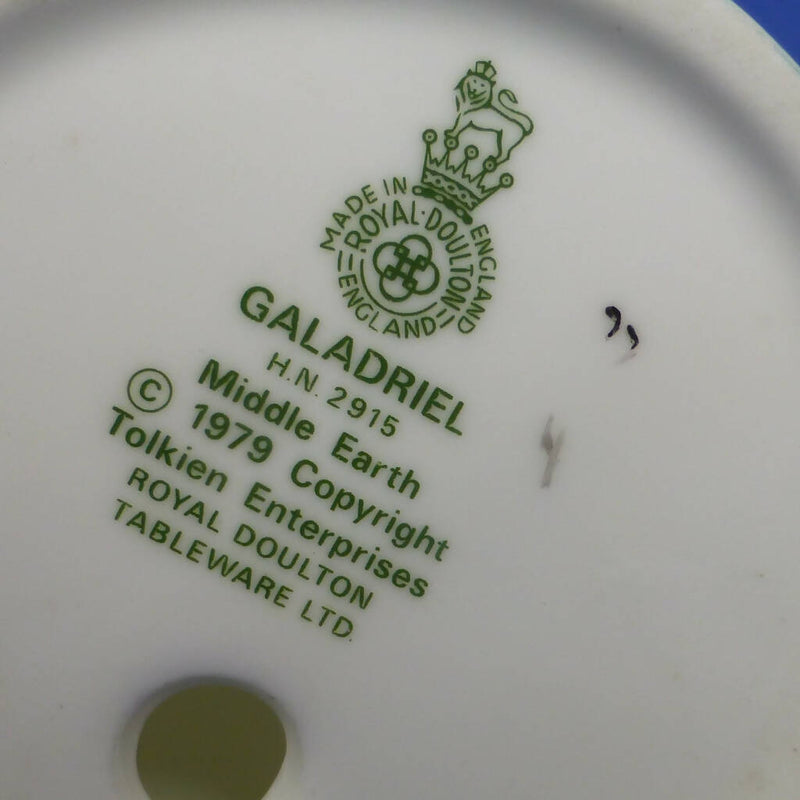 MADE IN ENGLAND
ROYAL·DOULTON
ENGLAND
GALADRIEL
H.N. 2915
Middle Earth
© 1979 Copyright
Tolkien Enterprises
ROYAL DOULTON
TABLEWARE LTD.